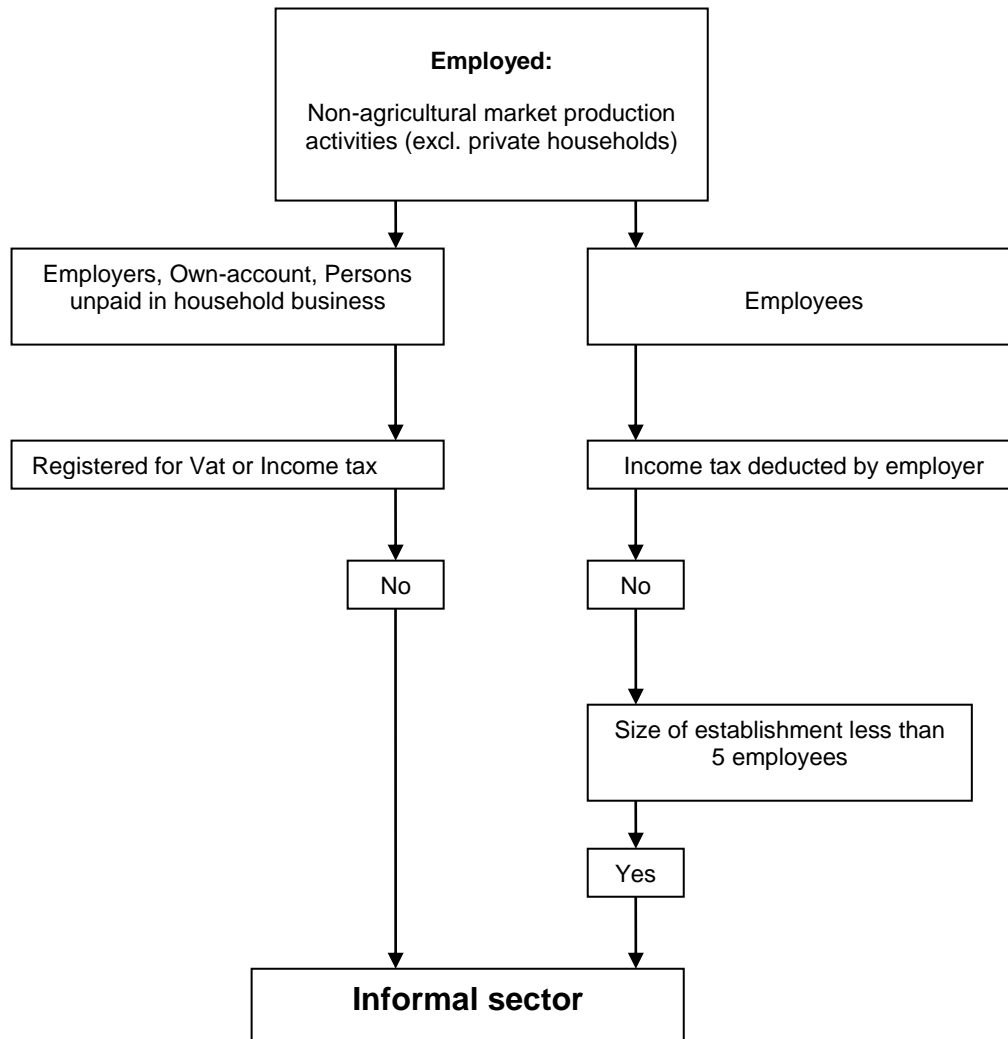 Employed:
Non-agricultural market production
activities (excl. private households)
Employers, Own-account, Persons
unpaid in household business
Employees
Registered for Vat or Income tax
Income tax deducted by employer
No
No
Size of establishment less than
5 employees
Yes
Informal sector